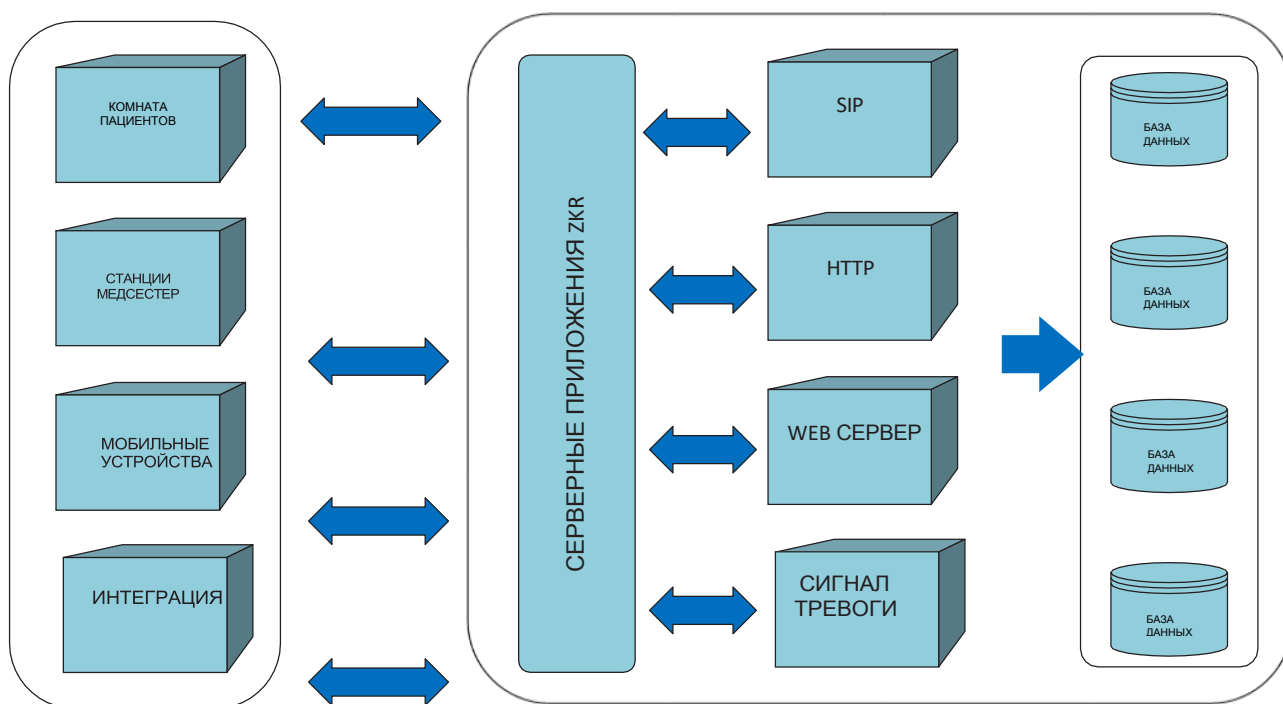 КОМНАТА
ПАЦИЕНТОВ
СТАНЦИИ
МЕДСЕСТЕР
МОБИЛЬНЫЕ
УСТРОЙСТВА
ИНТЕГРАЦИЯ
СЕРВЕРНЫЕ ПРИЛОЖЕНИЯ ZKR
SIP
HTTP
WEB СЕРВЕР
СИГНАЛ
ТРЕВОГИ
БАЗА
ДАННЫХ
БАЗА
ДАННЫХ
БАЗА
ДАННЫХ
БАЗА
ДАННЫХ